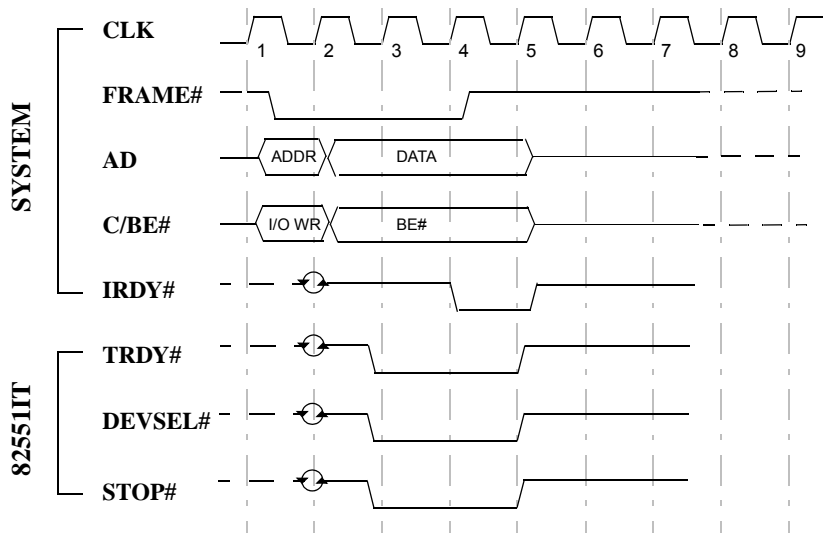 SYSTEM
CLK
1 2 3 4 5 6 7 8 9
FRAME#
AD
ADDR
DATA
C/BE#
I/O WR
BE#
IRDY#
82551IT
TRDY#
DEVSEL#
STOP#